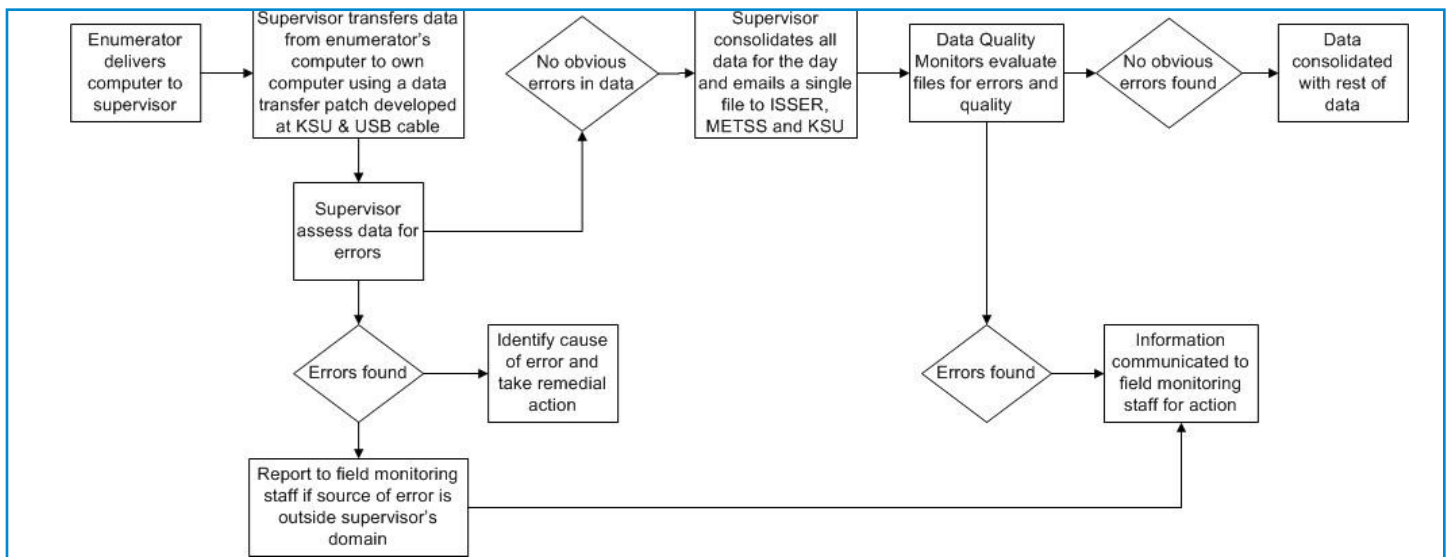 Enumerator
delivers
computer to
supervisor
Supervisor transfers data
from enumerator's
computer to own
computer using a data
transfer patch developed
at KSU & USB cable
No obvious
errors in data
Supervisor
consolidates all
data for the day
and emails a single
file to ISSER,
METSS and KSU
Data Quality
Monitors evaluate
files for errors and
quality
No obvious
errors found
Data
consolidated
with rest of
data
Supervisor
assess data for
errors
Errors found
Identify cause
of error and
take remedial
action
Errors found
Information
communicated to
field monitoring
staff for action
Report to field monitoring
staff if source of error is
outside supervisor's
domain